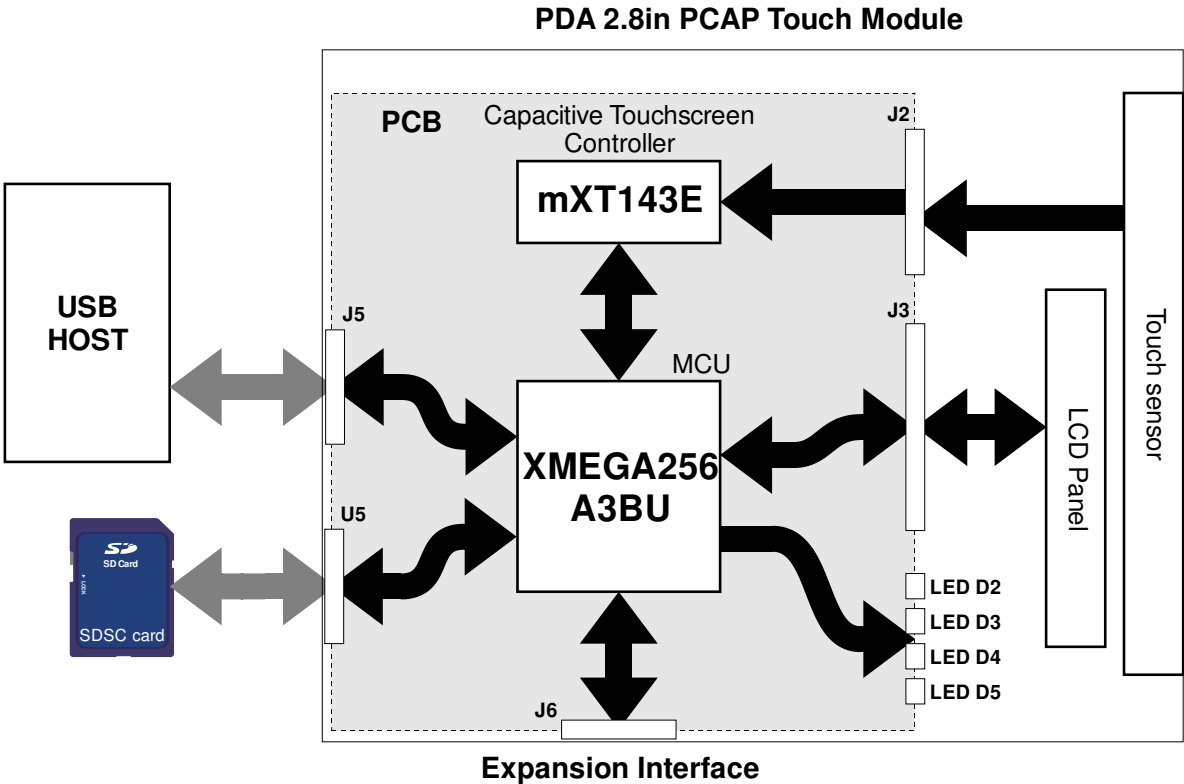 PDA 2.8in PCAP Touch Module
PCB
Capacitive Touchscreen
Controller
mXT143E
J2
USB
HOST
J5
J3
MCU
XMEGA256
A3BU
Touch sensor
LCD Panel
U5
SD
SD Card
LOCK
SDSC card
LED D2
LED D3
LED D4
LED D5
J6
Expansion Interface